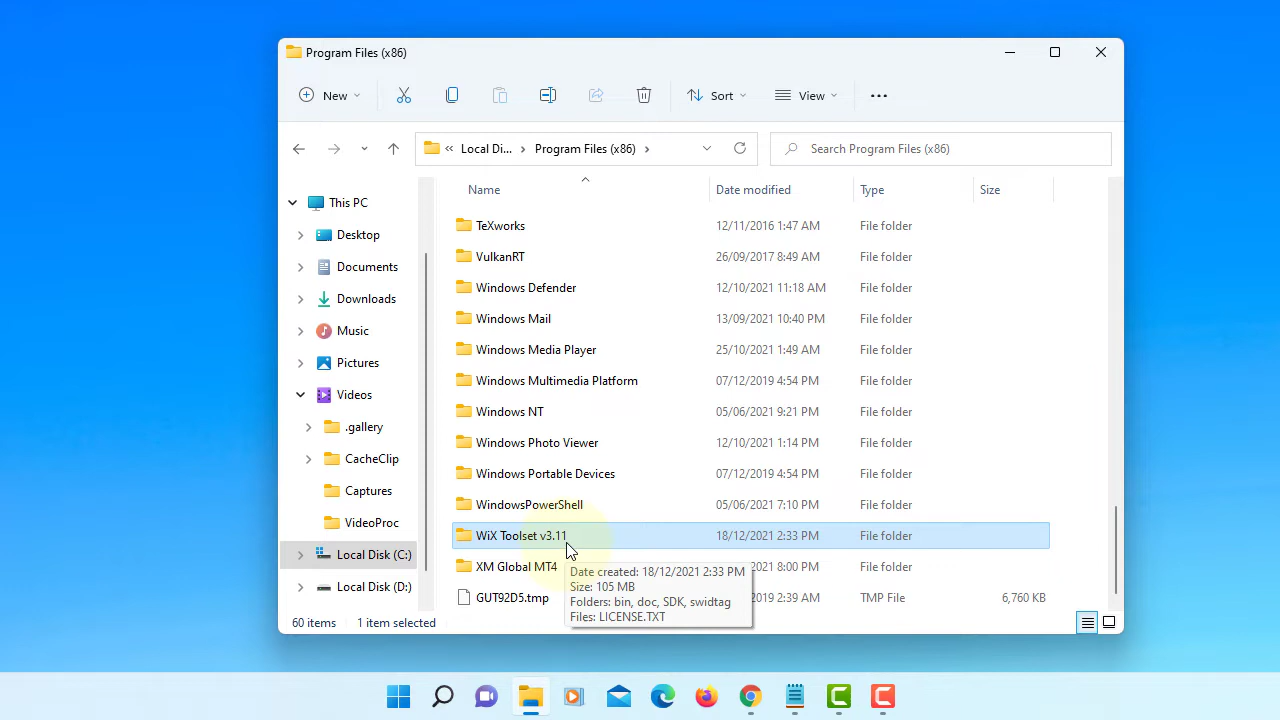 Program Files (x86)
New
Sort
View
« Local Di... > Program Files (x86) >
Search Program Files (x86)
Name Date modified Type Size
This PC
Desktop
Documents
Downloads
Music
Pictures
Videos
.gallery
CacheClip
Captures
VideoProc
Local Disk (C:)
Local Disk (D:)
TeXworks 12/11/2016 1:47 AM File folder
VulkanRT 26/09/2017 8:49 AM File folder
Windows Defender 12/10/2021 11:18 AM File folder
Windows Mail 13/09/2021 10:40 PM File folder
Windows Media Player 25/10/2021 1:49 AM File folder
Windows Multimedia Platform 07/12/2019 4:54 PM File folder
Windows NT 05/06/2021 9:21 PM File folder
Windows Photo Viewer 12/10/2021 1:14 PM File folder
Windows Portable Devices 07/12/2019 4:54 PM File folder
WindowsPowerShell 05/06/2021 7:10 PM File folder
WiX Toolset v3.11 18/12/2021 2:33 PM File folder
XM Global MT4 8:00 PM File folder
GUT92D5.tmp 2:39 AM TMP File 6,760 KB
Date created: 18/12/2021 2:33 PM
Size: 105 MB
Folders: bin, doc, SDK, swidtag
Files: LICENSE.TXT
60 items 1 item selected